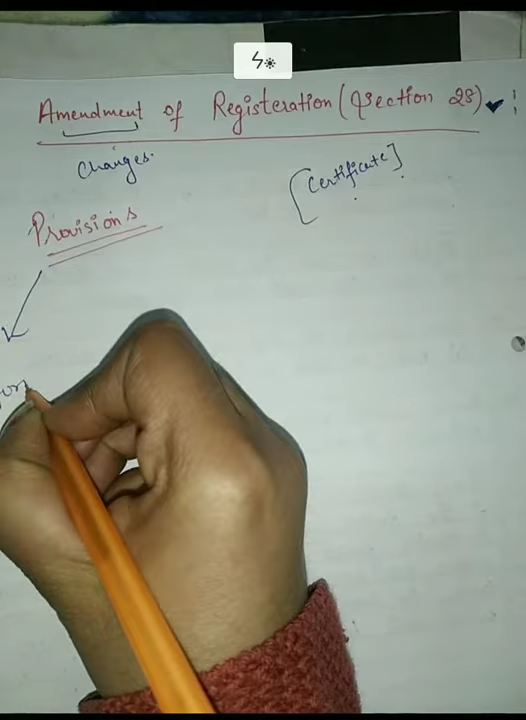 Amendment of Registeration (Section 28) :
Changes.
[Certificate]
Provisions